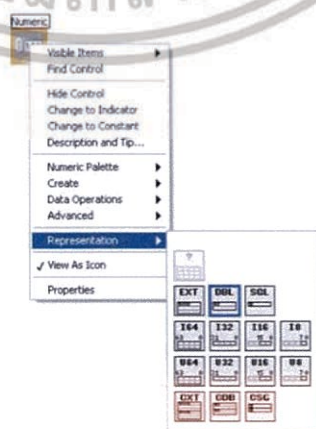 Numeric
Visible Items
Find Control
Hide Control
Change to Indicator
Change to Constant
Description and Tip...
Numeric Palette
Create
Data Operations
Advanced
Representation
View As Icon
Properties
?
EXT DBL SGL
I64 I32 I16 I8
U64 U32 U16 U8
CXT CDB CSG